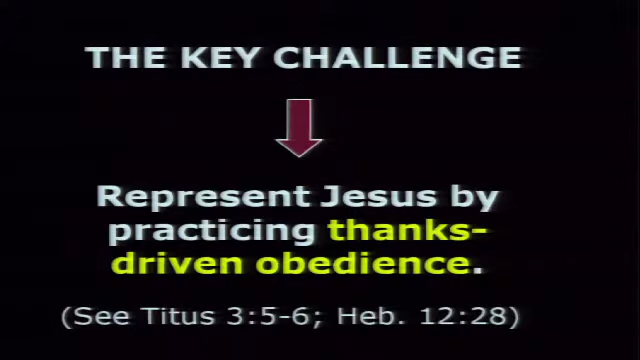 THE KEY CHALLENGE
Represent Jesus by
practicing thanks-
driven obedience.
(See Titus 3:5-6; Heb. 12:28)